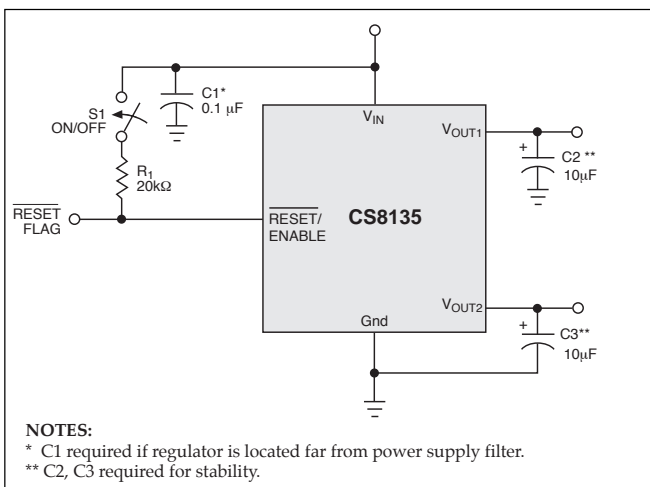 C1*
0.1 μF
S1
ON/OFF
R1
20kΩ
RESET
FLAG
VIN
VOUT1
C2 **
10μF
+
RESET/
ENABLE
CS8135
VOUT2
Gnd
+
C3**
10μF
NOTES:
* C1 required if regulator is located far from power supply filter.
** C2, C3 required for stability.